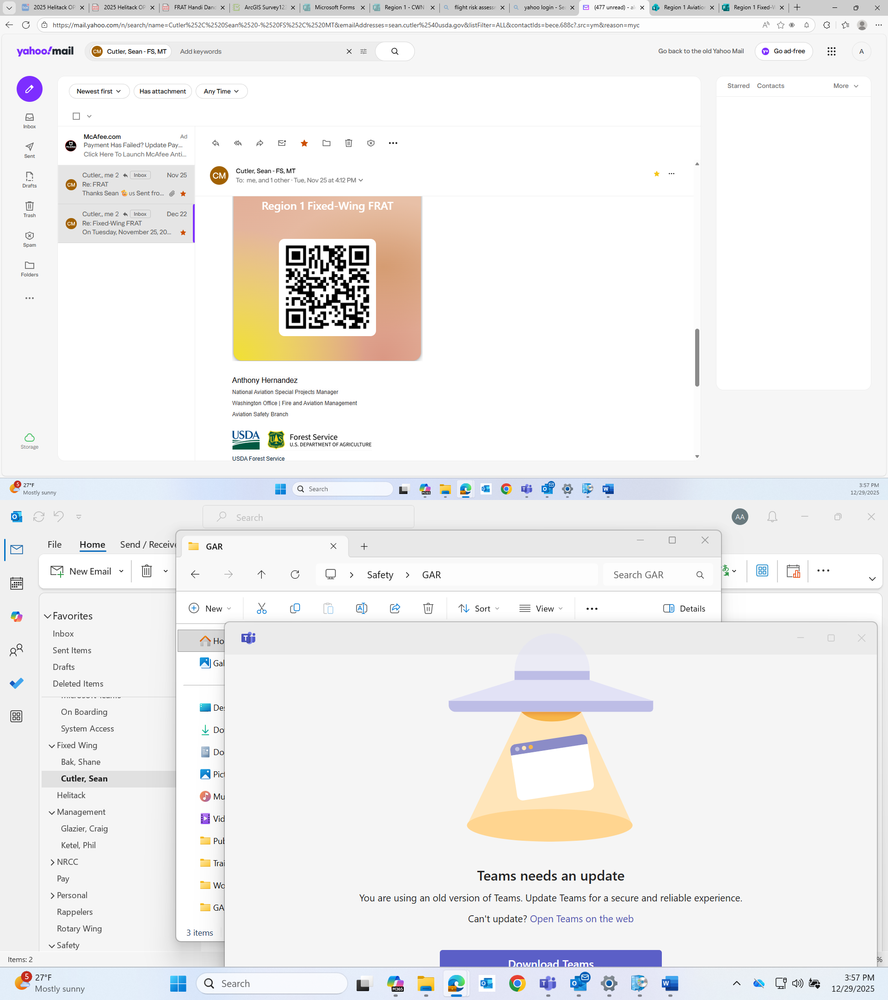 2025 Helitack OP
2025 Helitack OP
FRAT Handi Danc
ArcGIS Survey123
Microsoft Forms
Region 1 - CWN
flight risk assessm
yahoo login - Sea
(477 unread) - al
Region 1 Aviation
Region 1 Fixed-W
https://mail.yahoo.com/n/search/name=Cutler%252C%2520Sean%2520-%2520FS%252C%2520MT&emailAddresses=sean.cutler%2540usda.gov&listFilter=ALL&contactIds=bece.688c?.src=ym&reason=myc
yahoo!mail
CM Cutler, Sean - FS, MT Add keywords
Go back to the old Yahoo Mail
Go ad-free
A
Inbox
Sent
Drafts
Trash
Spam
Folders
Storage
Newest first
Has attachment
Any Time
McAfee.com Ad
Payment Has Failed? Update Pay...
Click Here To Launch McAfee Anti...
CM
Cutler,, me 2 Inbox Nov 25
Re: FRAT
Thanks Sean us Sent fro...
CM
Cutler,, me 2 Inbox Dec 22
Re: Fixed-Wing FRAT
On Tuesday, November 25, 20...
CM
Cutler, Sean - FS, MT
To: me, and 1 other · Tue, Nov 25 at 4:12 PM
Region 1 Fixed-Wing FRAT
Anthony Hernandez
National Aviation Special Projects Manager
Washington Office | Fire and Aviation Management
Aviation Safety Branch
USDA
UAS
Forest Service
U.S. DEPARTMENT OF AGRICULTURE
USDA Forest Service
Starred
Contacts
More
5
27°F
Mostly sunny
Search
M365
3:57 PM
12/29/2025
Search
AA
File
Home
Send / Receive
New Email
Favorites
Inbox
Sent Items
Drafts
Deleted Items
Microsoft Teams
On Boarding
System Access
Fixed Wing
Bak, Shane
Cutler, Sean
Helitack
Management
Glazier, Craig
Ketel, Phil
NRCC
Pay
Personal
Rappelers
Rotary Wing
Safety
Items: 2
GAR
Safety
GAR
Search GAR
New
Sort
View
Details
Ho
Gal
Des
Do
Do
Pict
Mu
Vid
Pub
Trai
Wo
GA
3 items
Teams needs an update
You are using an old version of Teams. Update Teams for a secure and reliable experience.
Can't update? Open Teams on the web
Download Teams
%
5
27°F
Mostly sunny
Search
M365
3:57 PM
12/29/2025